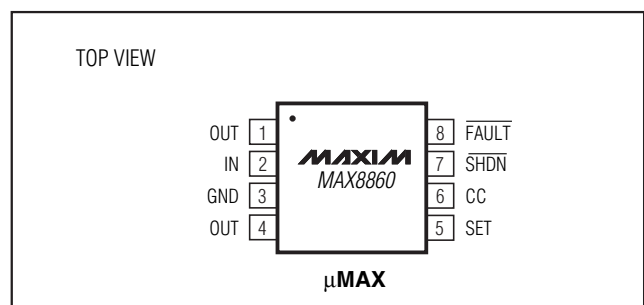 TOP VIEW
OUT 1
IN 2
GND 3
OUT 4
MAXIM
MAX8860
8 FAULT
7 SHDN
6 CC
5 SET
μMAX